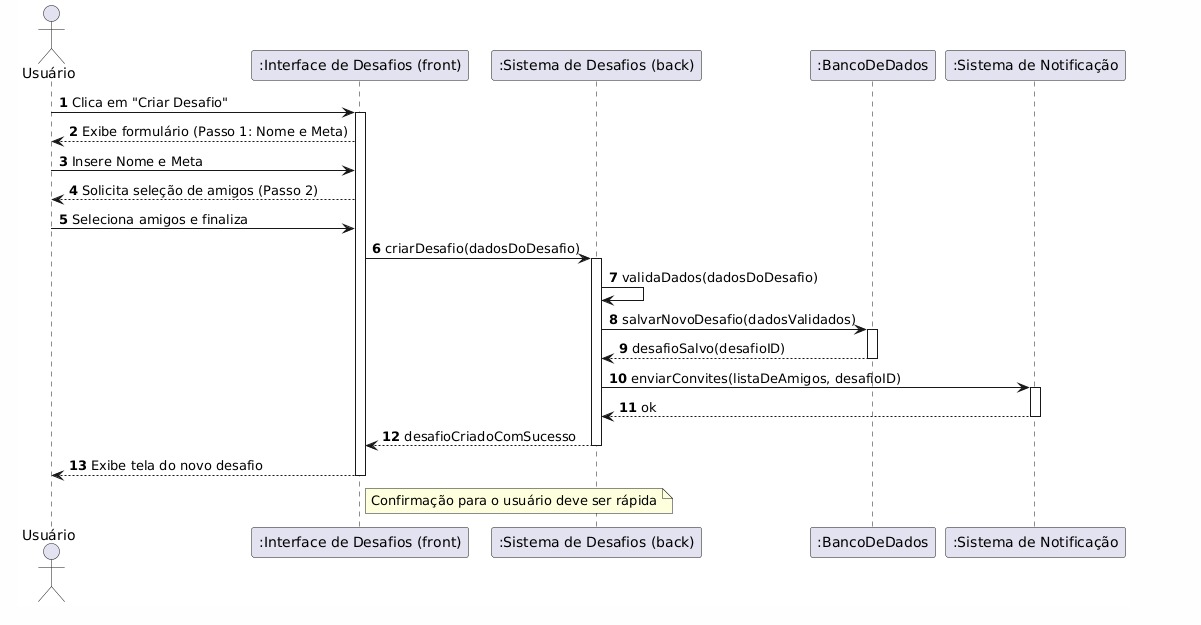 Usuário
:Interface de Desafios (front)
:Sistema de Desafios (back)
:BancoDeDados
:Sistema de Notificação
1 Clica em "Criar Desafio"
2 Exibe formulário (Passo 1: Nome e Meta)
3 Insere Nome e Meta
4 Solicita seleção de amigos (Passo 2)
5 Seleciona amigos e finaliza
6 criarDesafio(dadosDoDesafio)
7 validaDados(dadosDoDesafio)
8 salvarNovoDesafio(dadosValidados)
9 desafioSalvo(desafioID)
10 enviarConvites(listaDeAmigos, desafioID)
11 ok
12 desafioCriadoComSucesso
13 Exibe tela do novo desafio
Confirmação para o usuário deve ser rápida
Usuário
:Interface de Desafios (front)
:Sistema de Desafios (back)
:BancoDeDados
:Sistema de Notificação